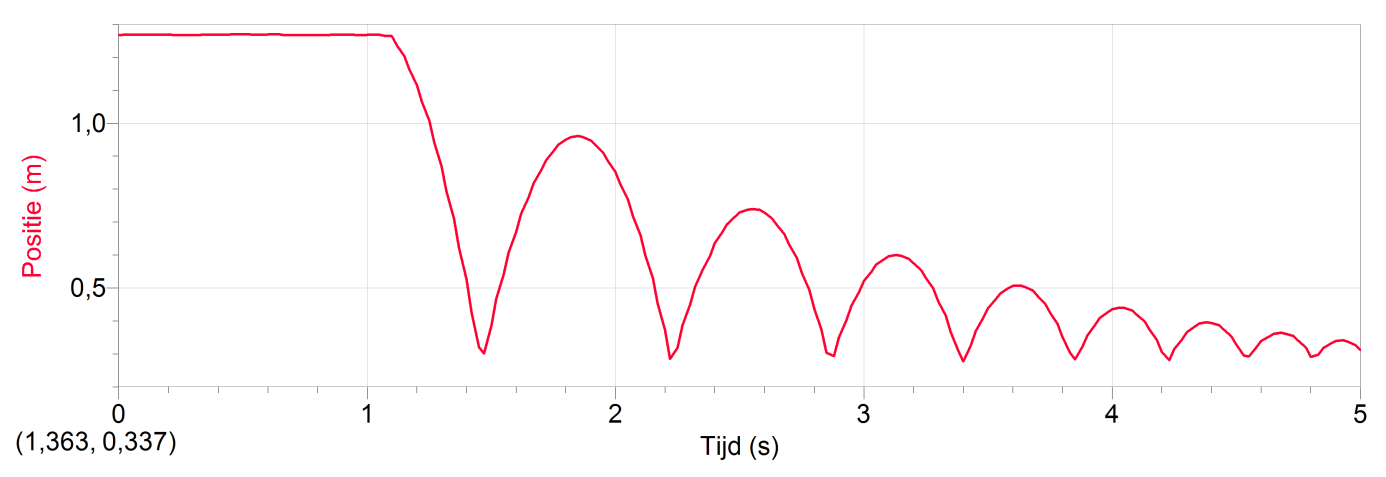 Positie (m)
1,0
0,5
0 1 2 3 4 5
(1,363, 0,337)
Tijd (s)